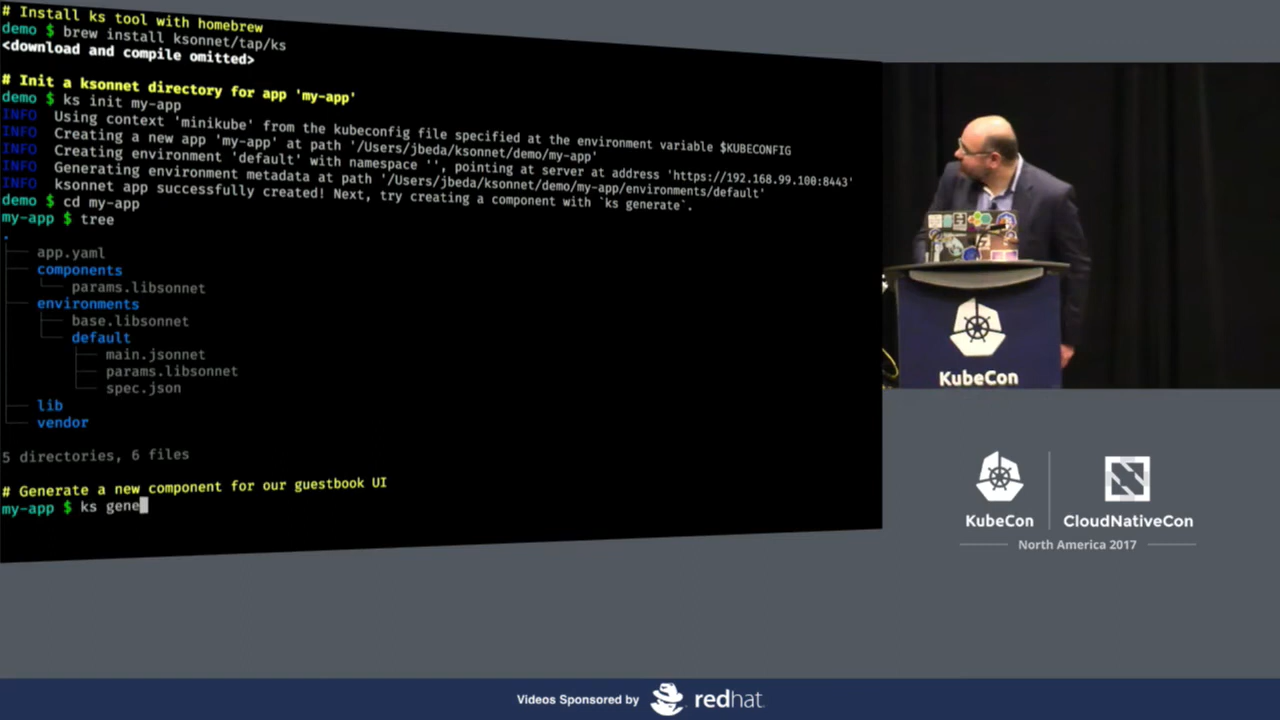 # Install ks tool with homebrew
demo $ brew install ksonnet/tap/ks
<download and compile omitted>
# Init a ksonnet directory for app 'my-app'
demo $ ks init my-app
INFO Using context 'minikube' from the kubeconfig file specified at the environment variable $KUBECONFIG
INFO Creating a new app 'my-app' at path '/Users/jbeda/ksonnet/demo/my-app'
INFO Creating environment 'default' with namespace '', pointing at server at address 'https://192.168.99.100:8443'
INFO Generating environment metadata at path '/Users/jbeda/ksonnet/demo/my-app/environments/default'
INFO ksonnet app successfully created! Next, try creating a component with `ks generate`.
demo $ cd my-app
my-app $ tree
.
app.yaml
components
params.libsonnet
environments
base.libsonnet
default
main.jsonnet
params.libsonnet
spec.json
lib
vendor
5 directories, 6 files
# Generate a new component for our guestbook UI
my-app $ ks gene
KubeCon
KubeCon
CloudNativeCon
North America 2017
Videos Sponsored by
redhat.